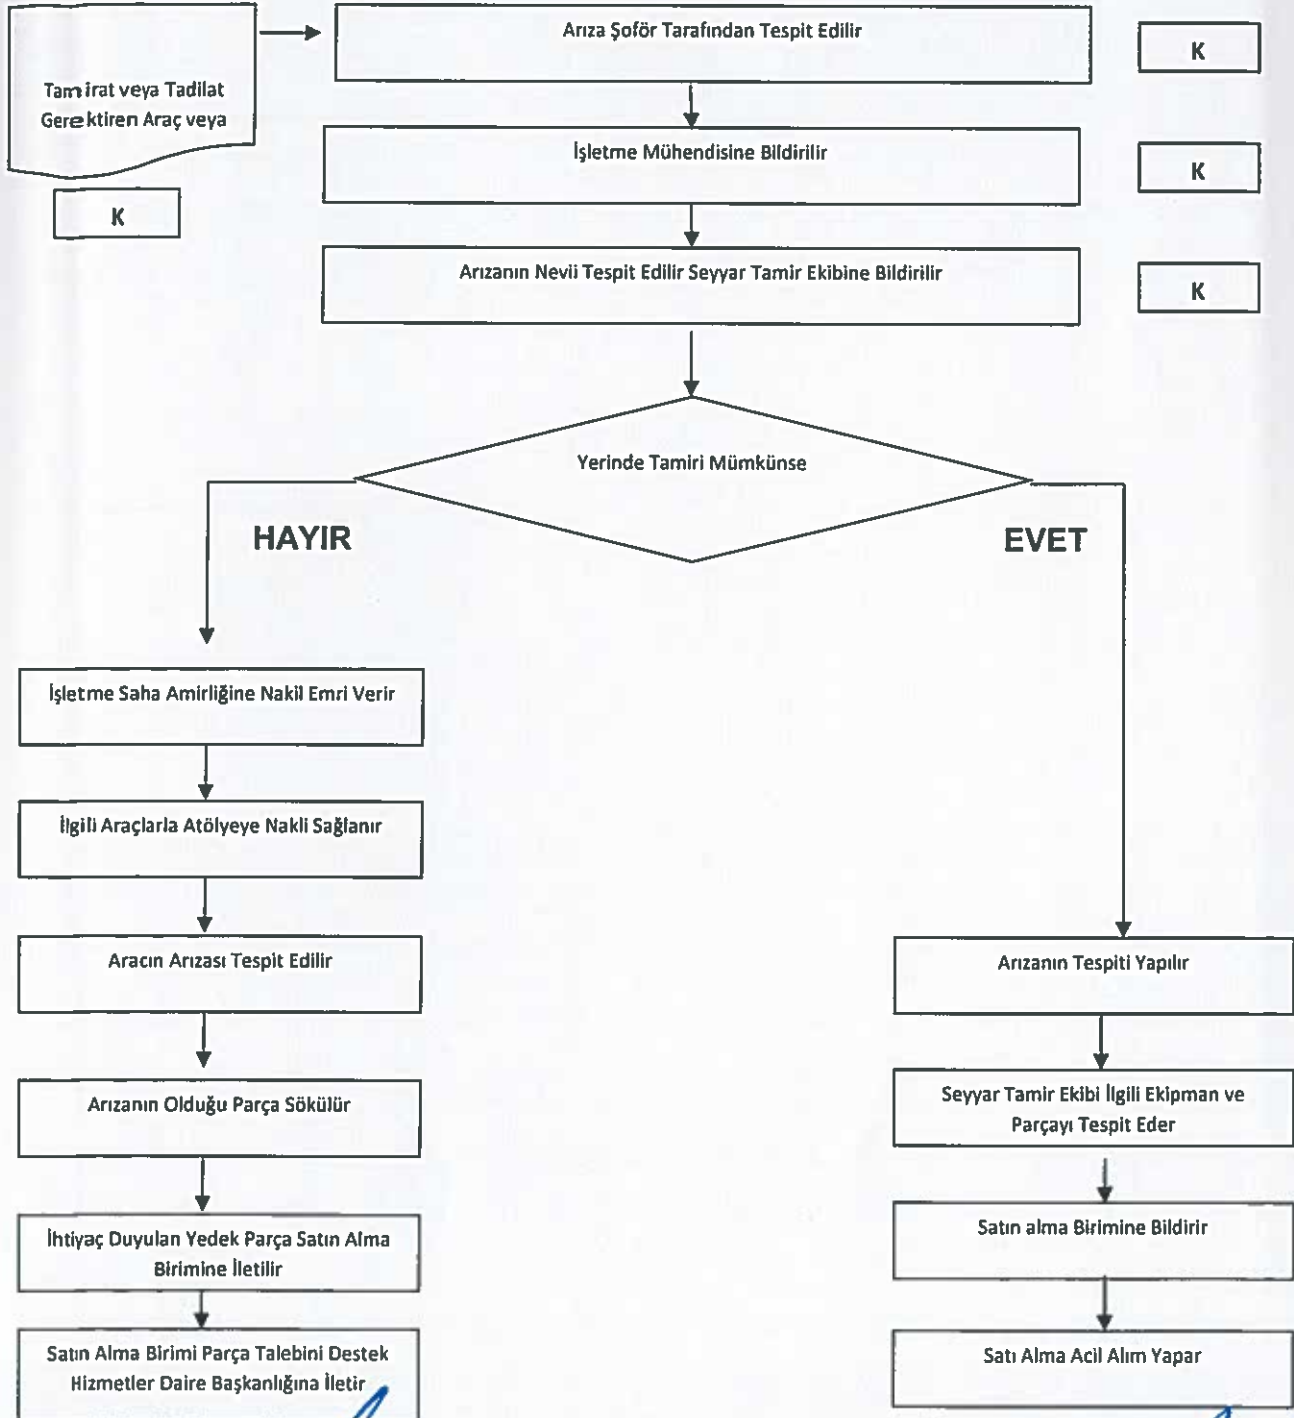 Tamirat veya Tadilat
Gerektiren Araç veya
K
Arıza Şoför Tarafından Tespit Edilir
K
İşletme Mühendisine Bildirilir
K
Arızanın Nevii Tespit Edilir Seyyar Tamir Ekibine Bildirilir
K
Yerinde Tamiri Mümkünse
HAYIR
EVET
İşletme Saha Amirliğine Nakil Emri Verir
İlgili Araçlarla Atölyeye Nakli Sağlanır
Aracın Arızası Tespit Edilir
Arızanın Olduğu Parça Sökülür
İhtiyaç Duyulan Yedek Parça Satın Alma
Birimine İletilir
Satın Alma Birimi Parça Talebini Destek
Hizmetler Daire Başkanlığına İletir
Arızanın Tespiti Yapılır
Seyyar Tamir Ekibi İlgili Ekipman ve
Parçayı Tespit Eder
Satın alma Birimine Bildirir
Satı Alma Acil Alım Yapar